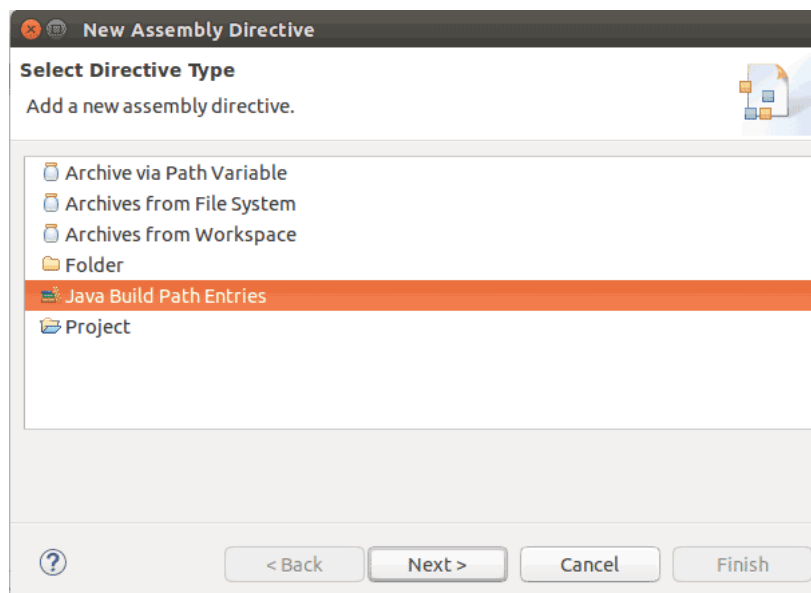 New Assembly Directive
Select Directive Type
Add a new assembly directive.
Archive via Path Variable
Archives from File System
Archives from Workspace
Folder
Java Build Path Entries
Project
? < Back Next > Cancel Finish